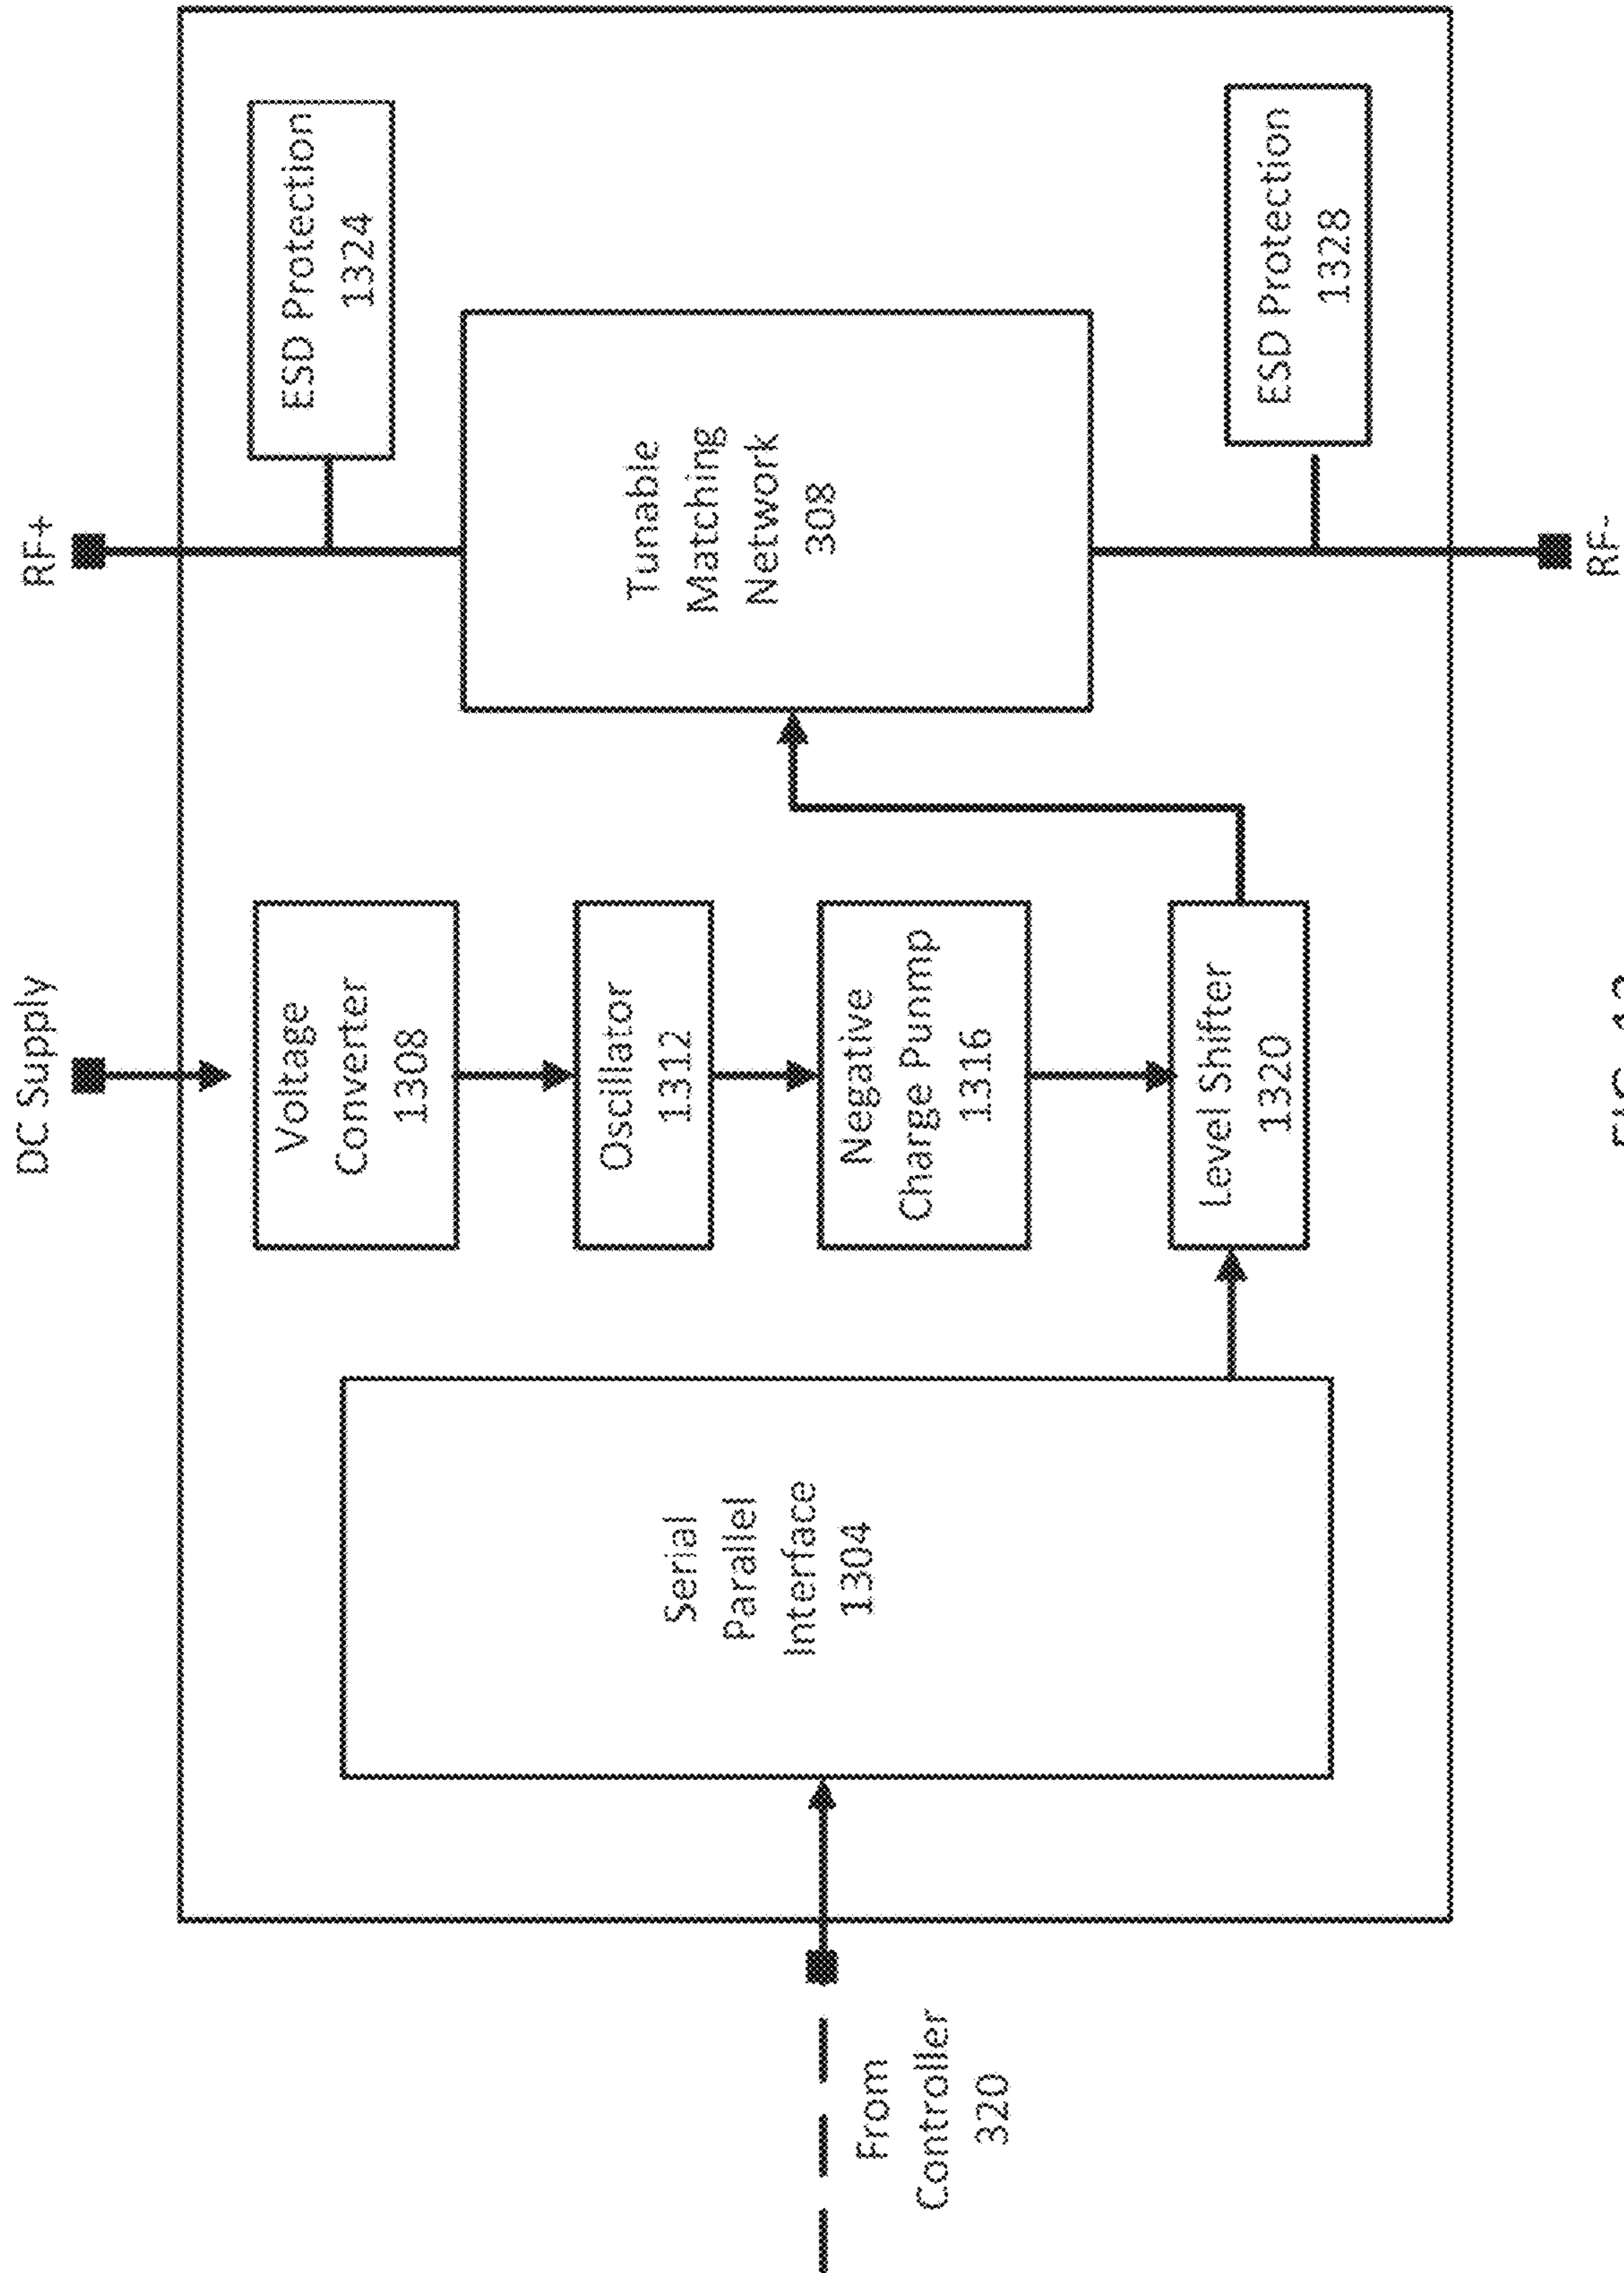 DC Supply
RF+
Voltage
Converter
1308
ESD Protection
1324
Oscillator
1312
Serial
Parallel
Interface
1304
Negative
Charge Punmp
1316
Tunable
Matching
Network
308
From
Controller
320
Level Shifter
1320
ESD Protection
1328
RF-